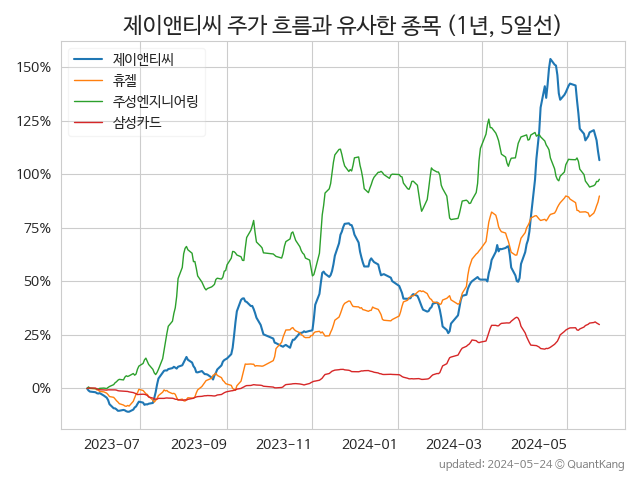 제이앤티씨 주가 흐름과 유사한 종목 (1년, 5일선)
제이앤티씨
휴젤
주성엔지니어링
삼성카드
150%
125%
100%
75%
50%
25%
0%
2023-07 2023-09 2023-11 2024-01 2024-03 2024-05
updated: 2024-05-24 © QuantKang